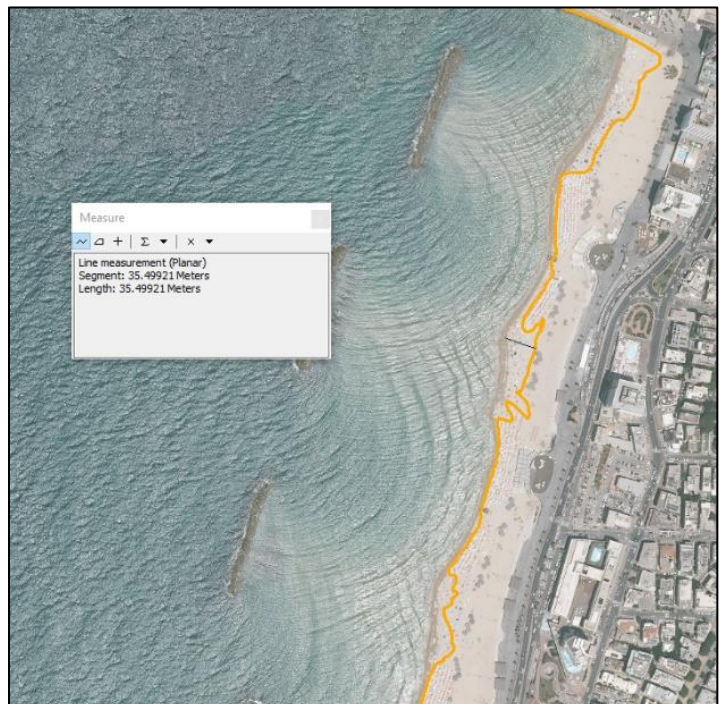 Measure
Line measurement (Planar)
Segment: 35.49921 Meters
Length: 35.49921 Meters